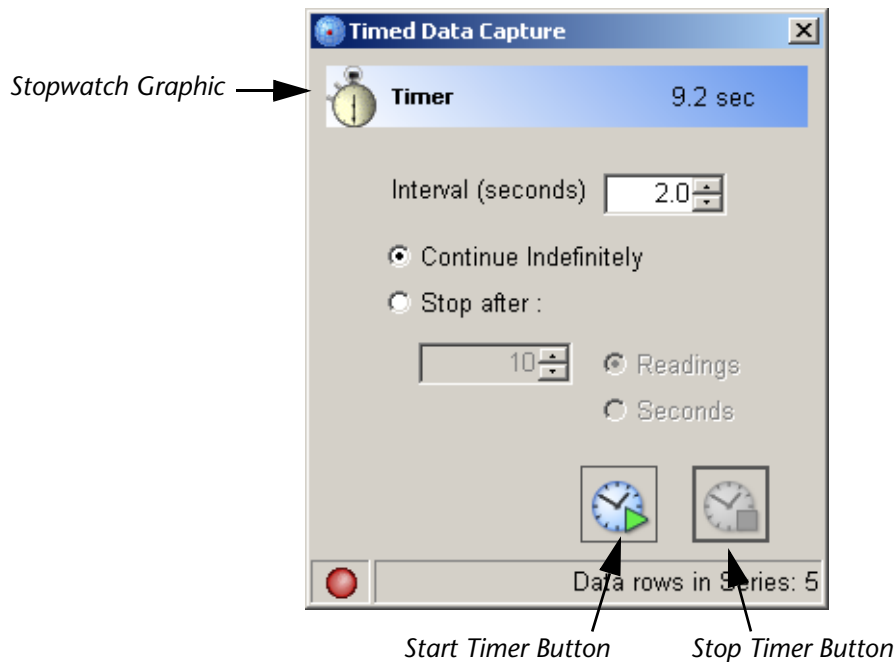 Timed Data Capture
Stopwatch Graphic
Timer 9.2 sec
Interval (seconds) 2.0
Continue Indefinitely
Stop after :
10 Readings
Seconds
Data rows in Series: 5
Start Timer Button Stop Timer Button